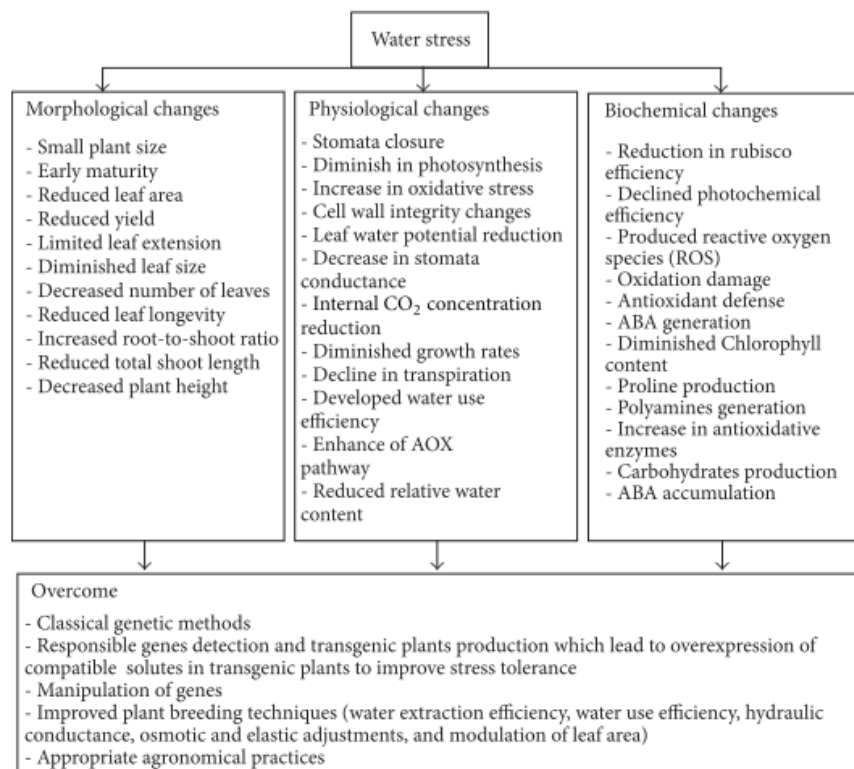 Water stress
Morphological changes
- Small plant size
- Early maturity
- Reduced leaf area
- Reduced yield
- Limited leaf extension
- Diminished leaf size
- Decreased number of leaves
- Reduced leaf longevity
- Increased root-to-shoot ratio
- Reduced total shoot length
- Decreased plant height
Physiological changes
- Stomata closure
- Diminish in photosynthesis
- Increase in oxidative stress
- Cell wall integrity changes
- Leaf water potential reduction
- Decrease in stomata
conductance
- Internal CO₂ concentration
reduction
- Diminished growth rates
- Decline in transpiration
- Developed water use
efficiency
- Enhance of AOX
pathway
- Reduced relative water
content
Biochemical changes
- Reduction in rubisco
efficiency
- Declined photochemical
efficiency
- Produced reactive oxygen
species (ROS)
- Oxidation damage
- Antioxidant defense
- ABA generation
- Diminished Chlorophyll
content
- Proline production
- Polyamines generation
- Increase in antioxidative
enzymes
- Carbohydrates production
- ABA accumulation
Overcome
- Classical genetic methods
- Responsible genes detection and transgenic plants production which lead to overexpression of
compatible solutes in transgenic plants to improve stress tolerance
- Manipulation of genes
- Improved plant breeding techniques (water extraction efficiency, water use efficiency, hydraulic
conductance, osmotic and elastic adjustments, and modulation of leaf area)
- Appropriate agronomical practices